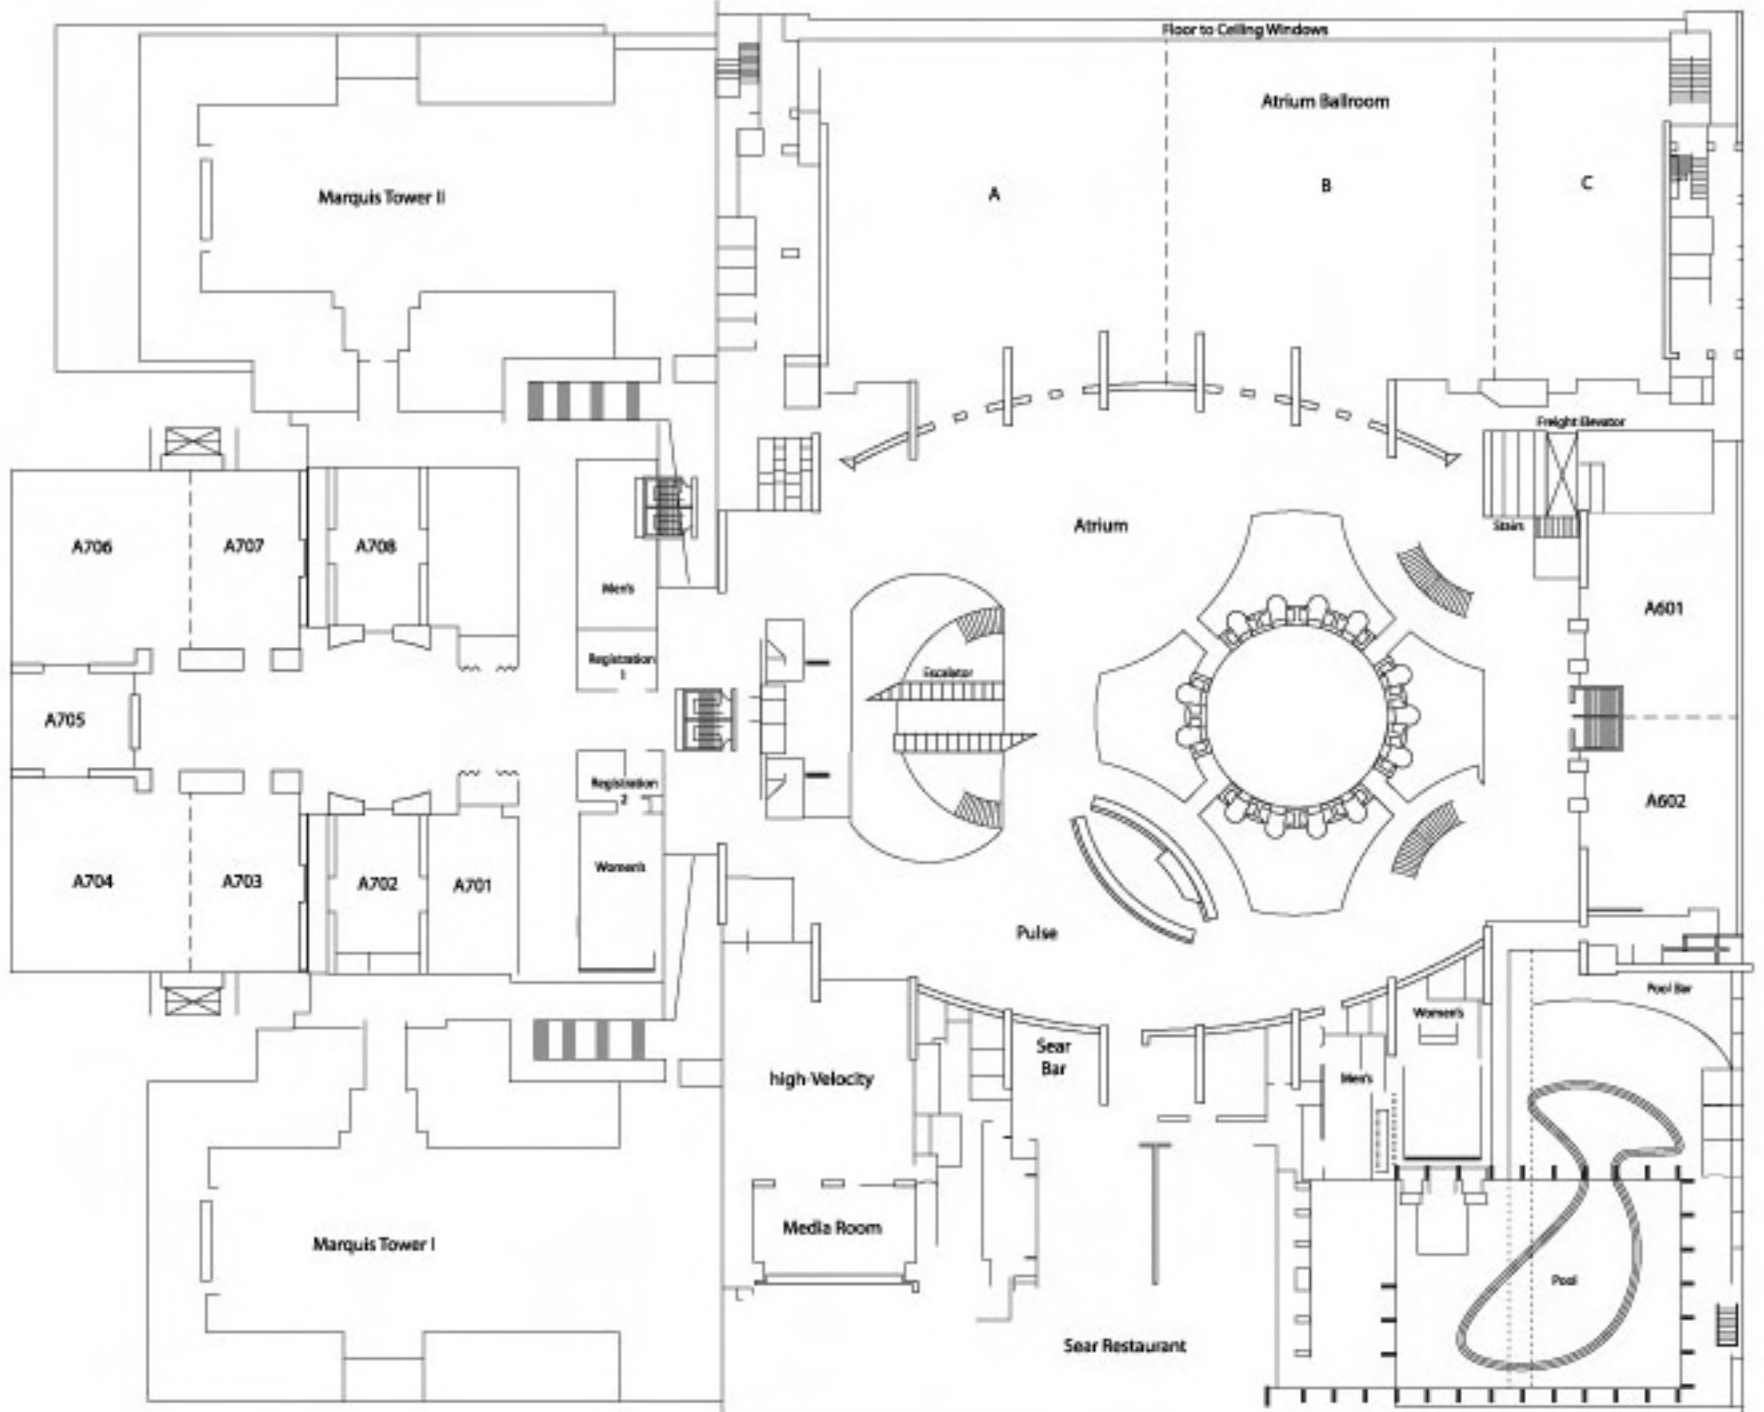 Floor to Ceiling Windows
Atrium Ballroom
Marquis Tower II
A
B
C
Freight Elevator
Stairs
Atrium
A706
A707
A708
Men's
Registration
1
A601
Escalator
A705
Registration
2
A602
Women's
A704
A703
A702
A701
Pulse
Pool Bar
Women's
Sear
Bar
high-Velocity
Men's
Media Room
Marquis Tower I
Pool
Sear Restaurant